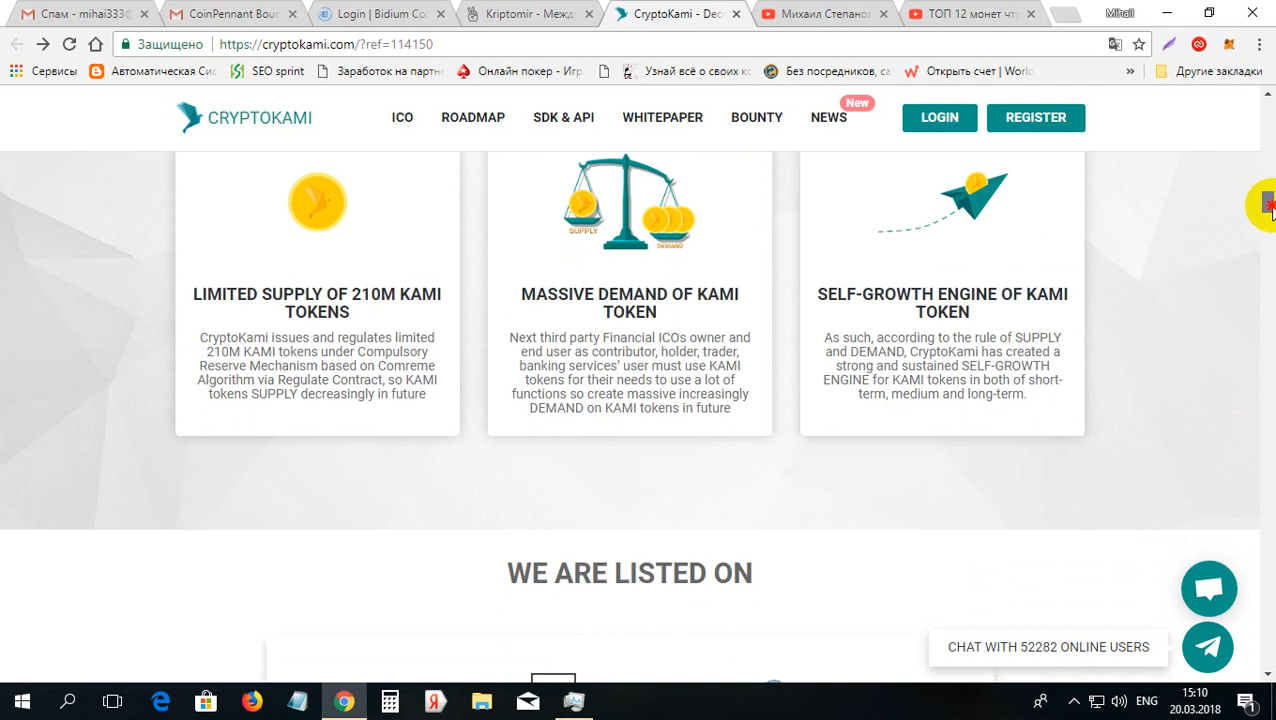 Спам - mihai333@
CoinPennant Boun
Login | Bidium Co
Kriptomir - Межд
CryptoKami - Dec
Михаил Степанов
ТОП 12 монет что
Mihail
Защищено
https://cryptokami.com/?ref=114150
Сервисы
Автоматическая Си
SEO sprint
Заработок на партн
Онлайн покер - Игр
Узнай всё о своих ко
Без посредников, са
Открыть счет | Worl
»
Другие закладки
CRYPTOKAMI
ICO
ROADMAP
SDK & API
WHITEPAPER
BOUNTY
NEWS
New
LOGIN
REGISTER
SUPPLY
DEMAND
LIMITED SUPPLY OF 210M KAMI
TOKENS
CryptoKami issues and regulates limited
210M KAMI tokens under Compulsory
Reserve Mechanism based on Comreme
Algorithm via Regulate Contract, so KAMI
tokens SUPPLY decreasingly in future
MASSIVE DEMAND OF KAMI
TOKEN
Next third party Financial ICOs owner and
end user as contributor, holder, trader,
banking services' user must use KAMI
tokens for their needs to use a lot of
functions so create massive increasingly
DEMAND on KAMI tokens in future
SELF-GROWTH ENGINE OF KAMI
TOKEN
As such, according to the rule of SUPPLY
and DEMAND, CryptoKami has created a
strong and sustained SELF-GROWTH
ENGINE for KAMI tokens in both of short-
term, medium and long-term.
WE ARE LISTED ON
CHAT WITH 52282 ONLINE USERS
ENG
15:10
20.03.2018
1